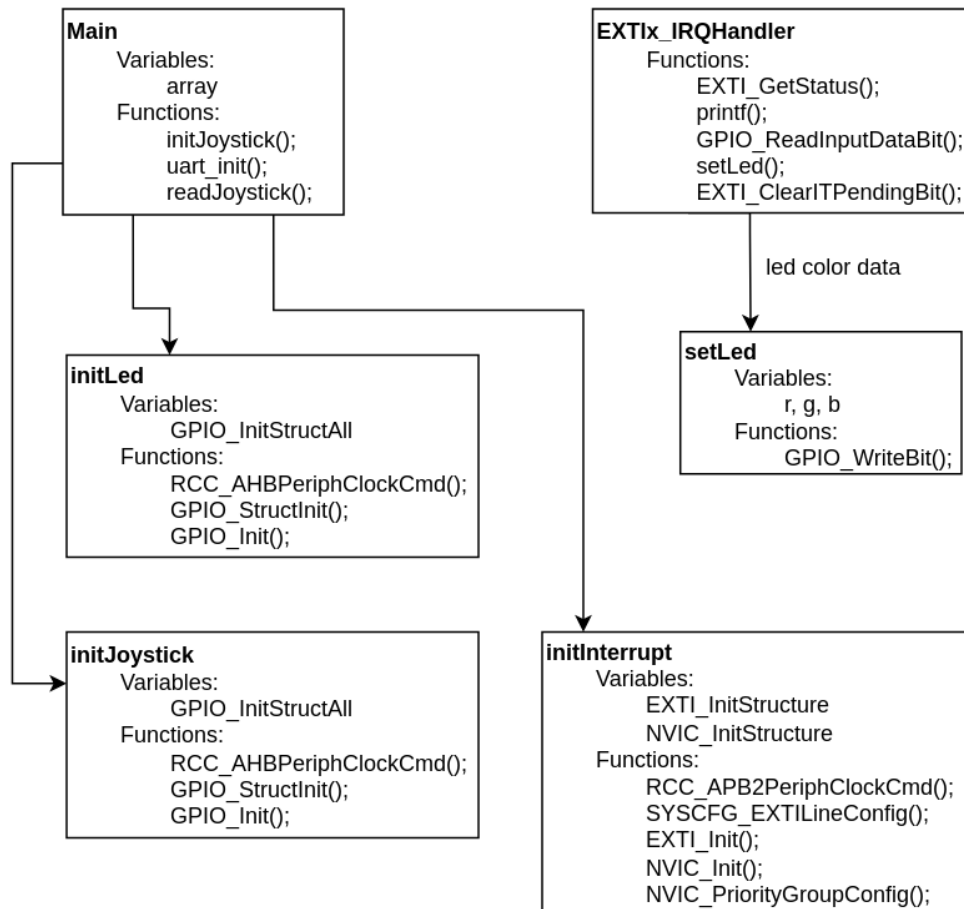 Main
Variables:
array
Functions:
initJoystick();
uart_init();
readJoystick();
EXTIx_IRQHandler
Functions:
EXTI_GetStatus();
printf();
GPIO_ReadInputDataBit();
setLed();
EXTI_ClearITPendingBit();
led color data
setLed
Variables:
r, g, b
Functions:
GPIO_WriteBit();
initLed
Variables:
GPIO_InitStructAll
Functions:
RCC_AHBPeriphClockCmd();
GPIO_StructInit();
GPIO_Init();
initJoystick
Variables:
GPIO_InitStructAll
Functions:
RCC_AHBPeriphClockCmd();
GPIO_StructInit();
GPIO_Init();
initInterrupt
Variables:
EXTI_InitStructure
NVIC_InitStructure
Functions:
RCC_APB2PeriphClockCmd();
SYSCFG_EXTILineConfig();
EXTI_Init();
NVIC_Init();
NVIC_PriorityGroupConfig();